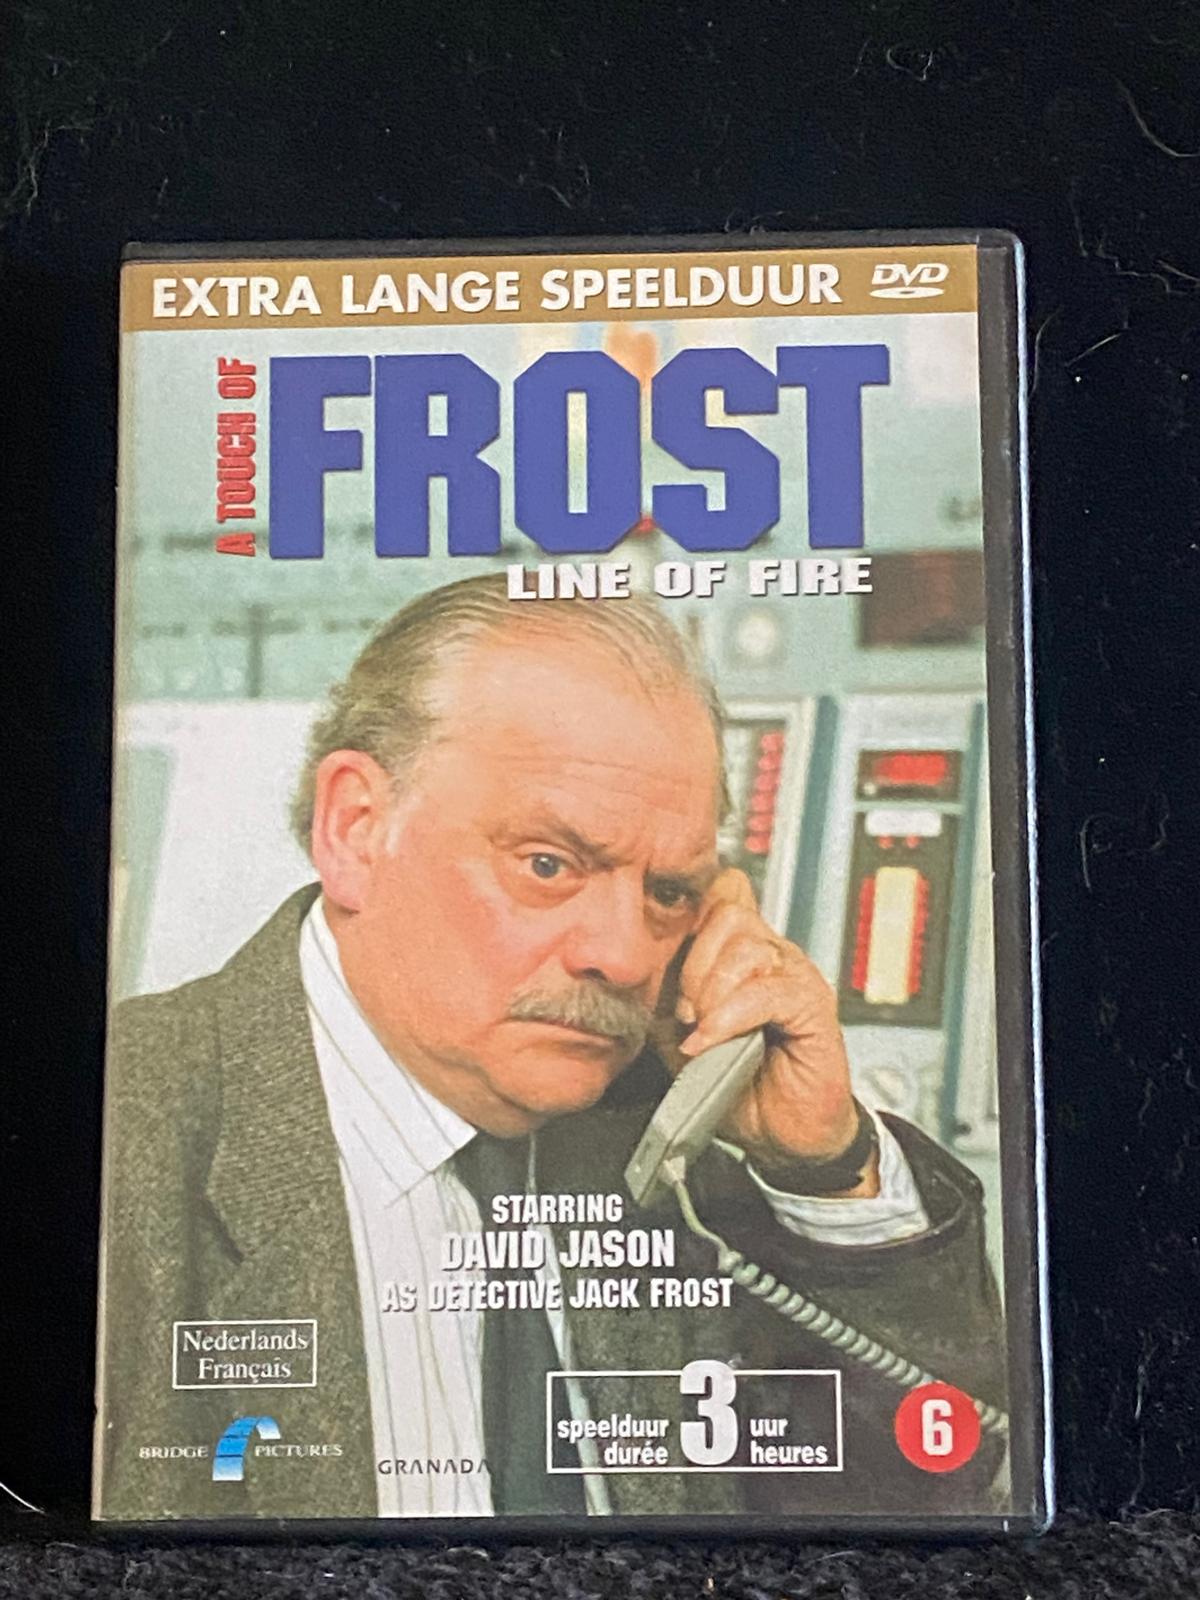 EXTRA LANGE SPEELDUUR DVD
A TOUCH OF
FROST
LINE OF FIRE
STARRING
DAVID JASON
AS DETECTIVE JACK FROST
Nederlands
Français
BRIDGE PICTURES
GRANADA
speelduur 3 uur
durée heures
6